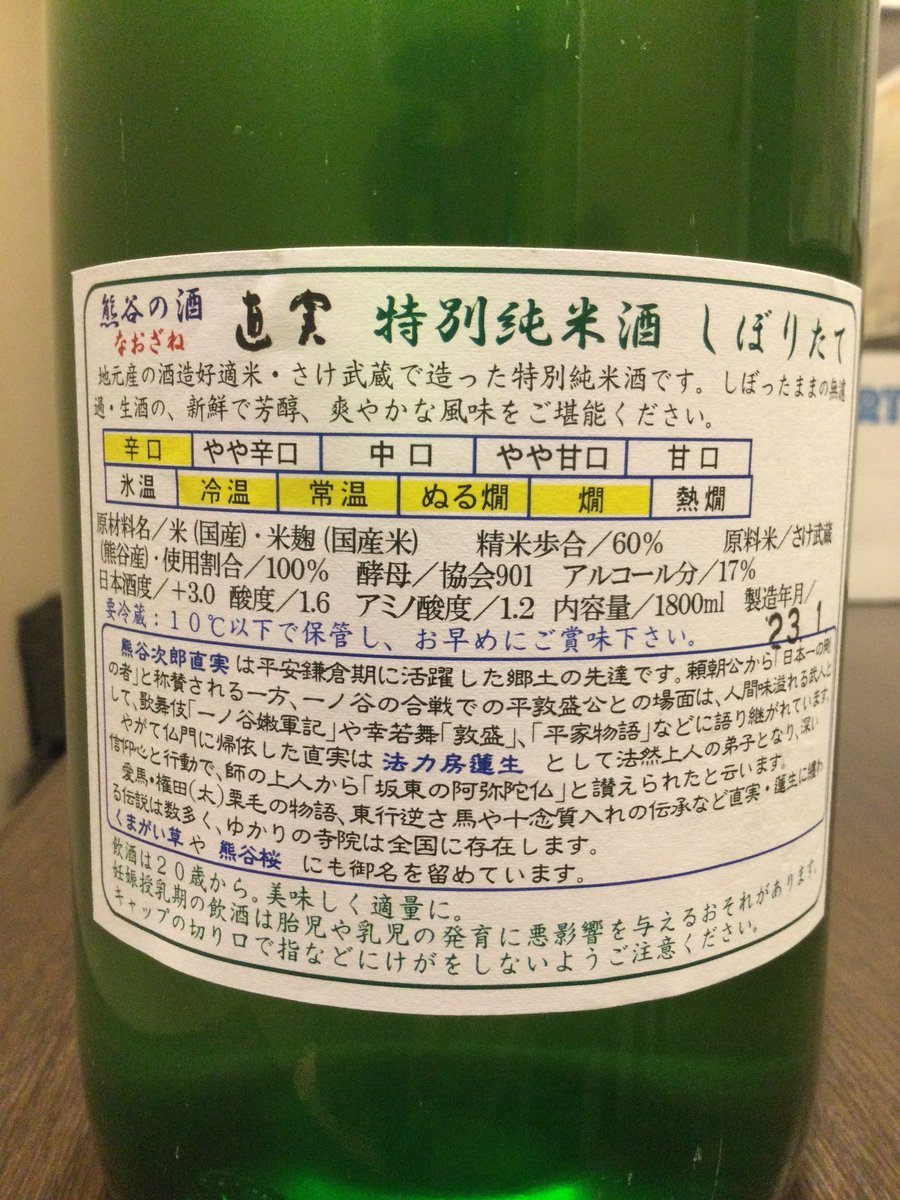 熊谷の酒 直実 特別純米酒 しぼりたて
なおざね
地元産の酒造好適米・さけ武蔵で造った特別純米酒です。しぼったままの無濾
過・生酒の、新鮮で芳醇、爽やかな風味をご堪能ください。
辛口 やや辛口 中口 やや甘口 甘口
氷温 冷温 常温 ぬる燗 燗 熱燗
原材料名/米(国産)・米麹(国産米) 精米歩合/60% 原料米/さけ武蔵
(熊谷産)・使用割合/100% 酵母/協会901 アルコール分/17%
日本酒度/+3.0 酸度/1.6 アミノ酸度/1.2 内容量/1800ml 製造年月/
23.1
要冷蔵:10℃以下で保管し、お早めにご賞味下さい。
熊谷次郎直実は平安鎌倉期に活躍した郷土の先達です。頼朝公から「日本一の剛
の者」と称賛される一方、一ノ谷の合戦での平敦盛公との場面は、人間味溢れる武人と
して、歌舞伎「一ノ谷嫩軍記」や幸若舞「敦盛」、「平家物語」などに語り継がれています。
やがて仏門に帰依した直実は 法力房蓮生 として法然上人の弟子となり、深い
信仰心と行動で、師の上人から「坂東の阿弥陀仏」と讃えられたと云います。
愛馬・権田(太)栗毛の物語、東行逆さ馬や十念質入れの伝承など直実・蓮生に纏わ
る伝説は数多く、ゆかりの寺院は全国に存在します。
くまがい草や 熊谷桜 にも御名を留めています。
飲酒は20歳から。美味しく適量に。
妊娠授乳期の飲酒は胎児や乳児の発育に悪影響を与えるおそれがあります。
キャップの切り口で指などにけがをしないようご注意ください。
RT